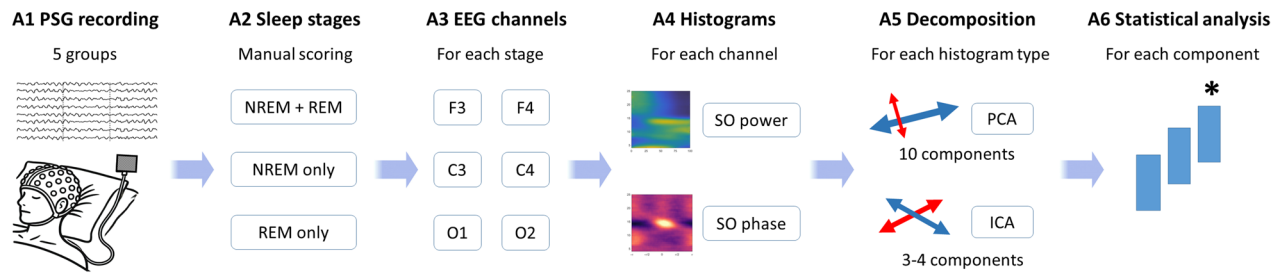 A1 PSG recording
5 groups
A2 Sleep stages
Manual scoring
NREM + REM
NREM only
REM only
A3 EEG channels
For each stage
F3 F4
C3 C4
O1 O2
A4 Histograms
For each channel
SO power
SO phase
A5 Decomposition
For each histogram type
PCA
10 components
ICA
3-4 components
A6 Statistical analysis
For each component
*